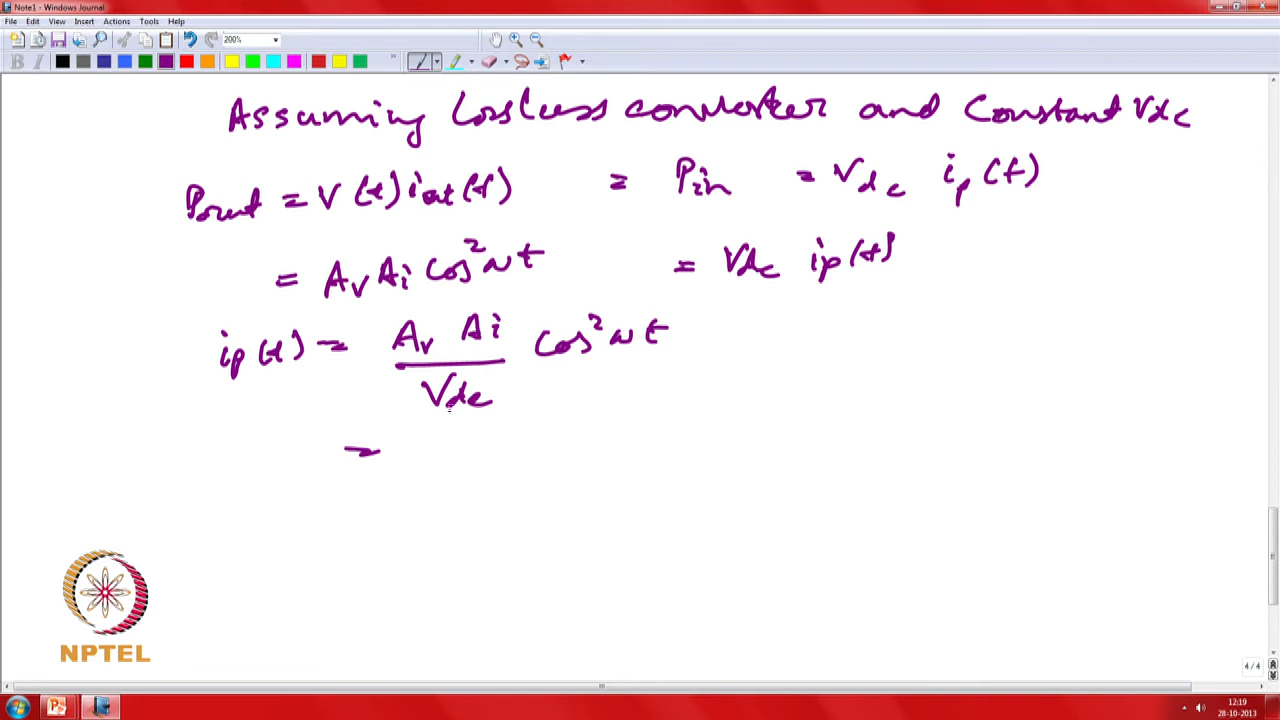 Note1 - Windows Journal
File Edit View Insert Actions Tools Help
200%
B I
Assuming Lossless converter and Constant Vdc
Pout = V(t) iout(t) = Pin = Vdc ip(t)
= Av Ai cos²ωt = Vdc ip(t)
ip(t) = Av Ai / Vdc cos²ωt
=
NPTEL
4 / 4
12:19
28-10-2013